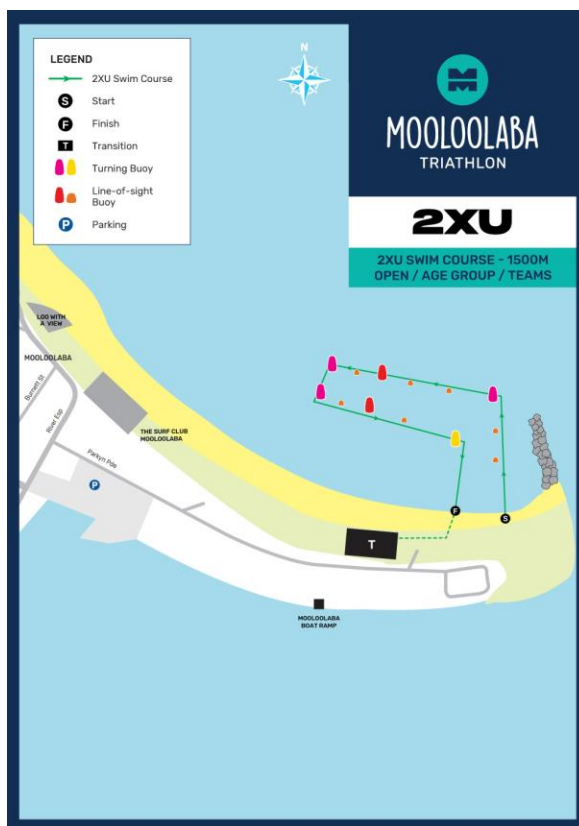 LEGEND
2XU Swim Course
S
Start
F
Finish
T
Transition
Turning Buoy
Line-of-sight
Buoy
P
Parking
N
MOOLOOLABA
TRIATHLON
2XU
2XU SWIM COURSE - 1500M
OPEN / AGE GROUP / TEAMS
LOO WITH
A VIEW
MOOLOOLABA
Burnett St
River Esp
THE SURF CLUB
MOOLOOLABA
Parkyn Pde
P
F
S
T
MOOLOOLABA
BOAT RAMP